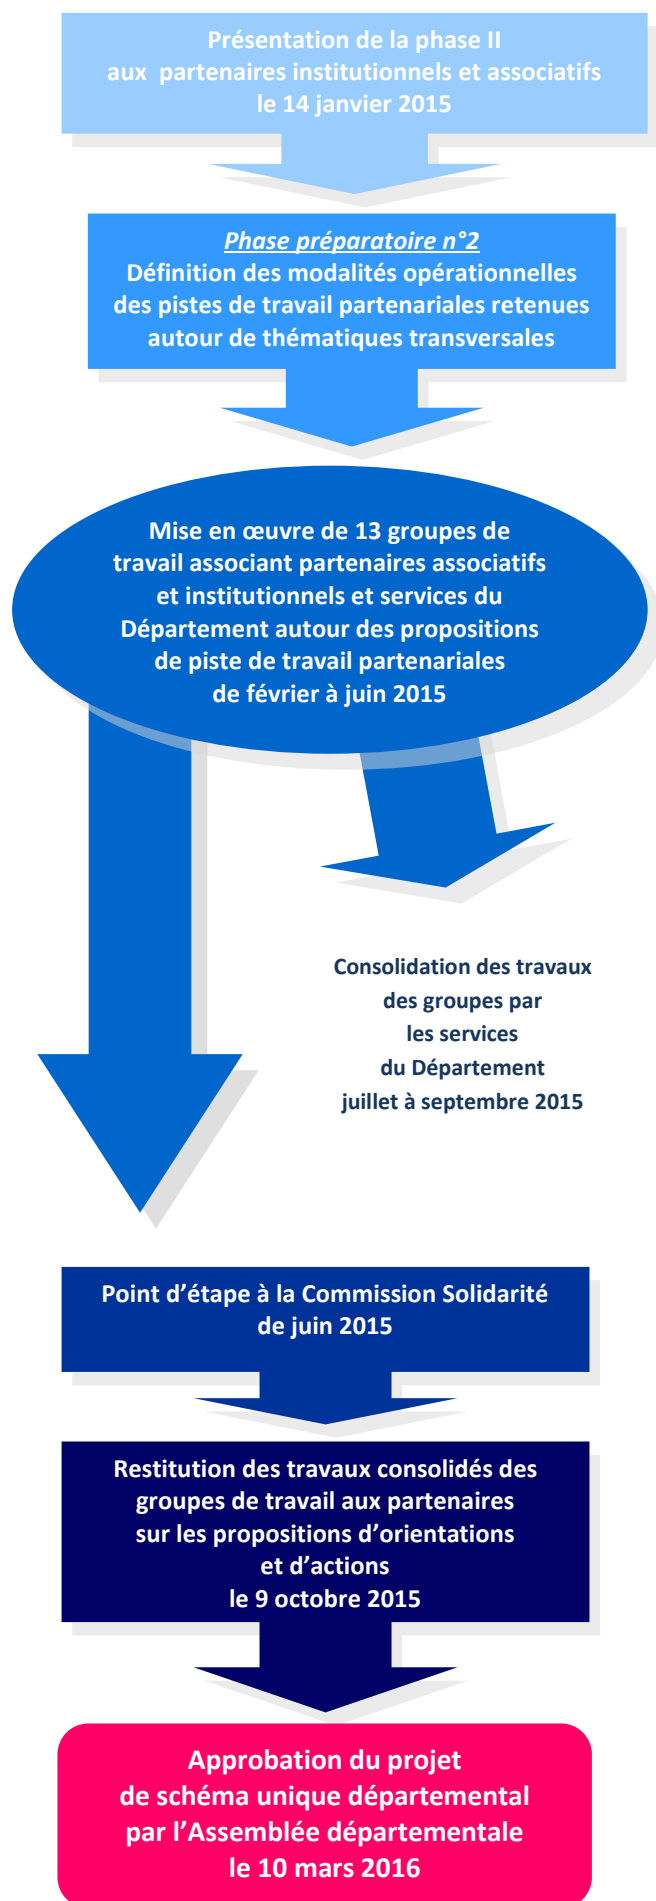 Présentation de la phase II
aux partenaires institutionnels et associatifs
le 14 janvier 2015
Phase préparatoire n°2
Définition des modalités opérationnelles
des pistes de travail partenariales retenues
autour de thématiques transversales
Mise en œuvre de 13 groupes de
travail associant partenaires associatifs
et institutionnels et services du
Département autour des propositions
de piste de travail partenariales
de février à juin 2015
Consolidation des travaux
des groupes par
les services
du Département
juillet à septembre 2015
Point d’étape à la Commission Solidarité
de juin 2015
Restitution des travaux consolidés des
groupes de travail aux partenaires
sur les propositions d’orientations
et d’actions
le 9 octobre 2015
Approbation du projet
de schéma unique départemental
par l’Assemblée départementale
le 10 mars 2016